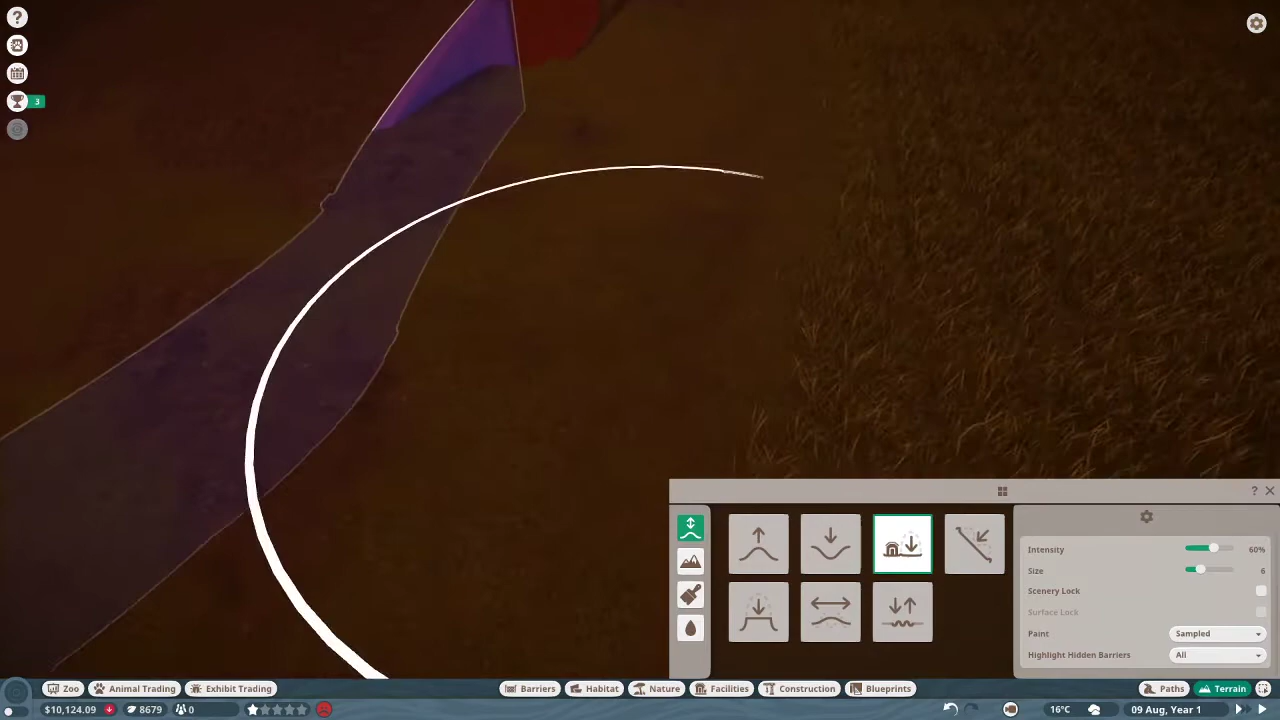 ?
3
? ×
Intensity 60%
Size 6
Scenery Lock
Surface Lock
Paint Sampled
Highlight Hidden Barriers All
Zoo Animal Trading Exhibit Trading Barriers Habitat Nature Facilities Construction Blueprints Paths Terrain
$10,124.09 8679 0 16°C 09 Aug, Year 1